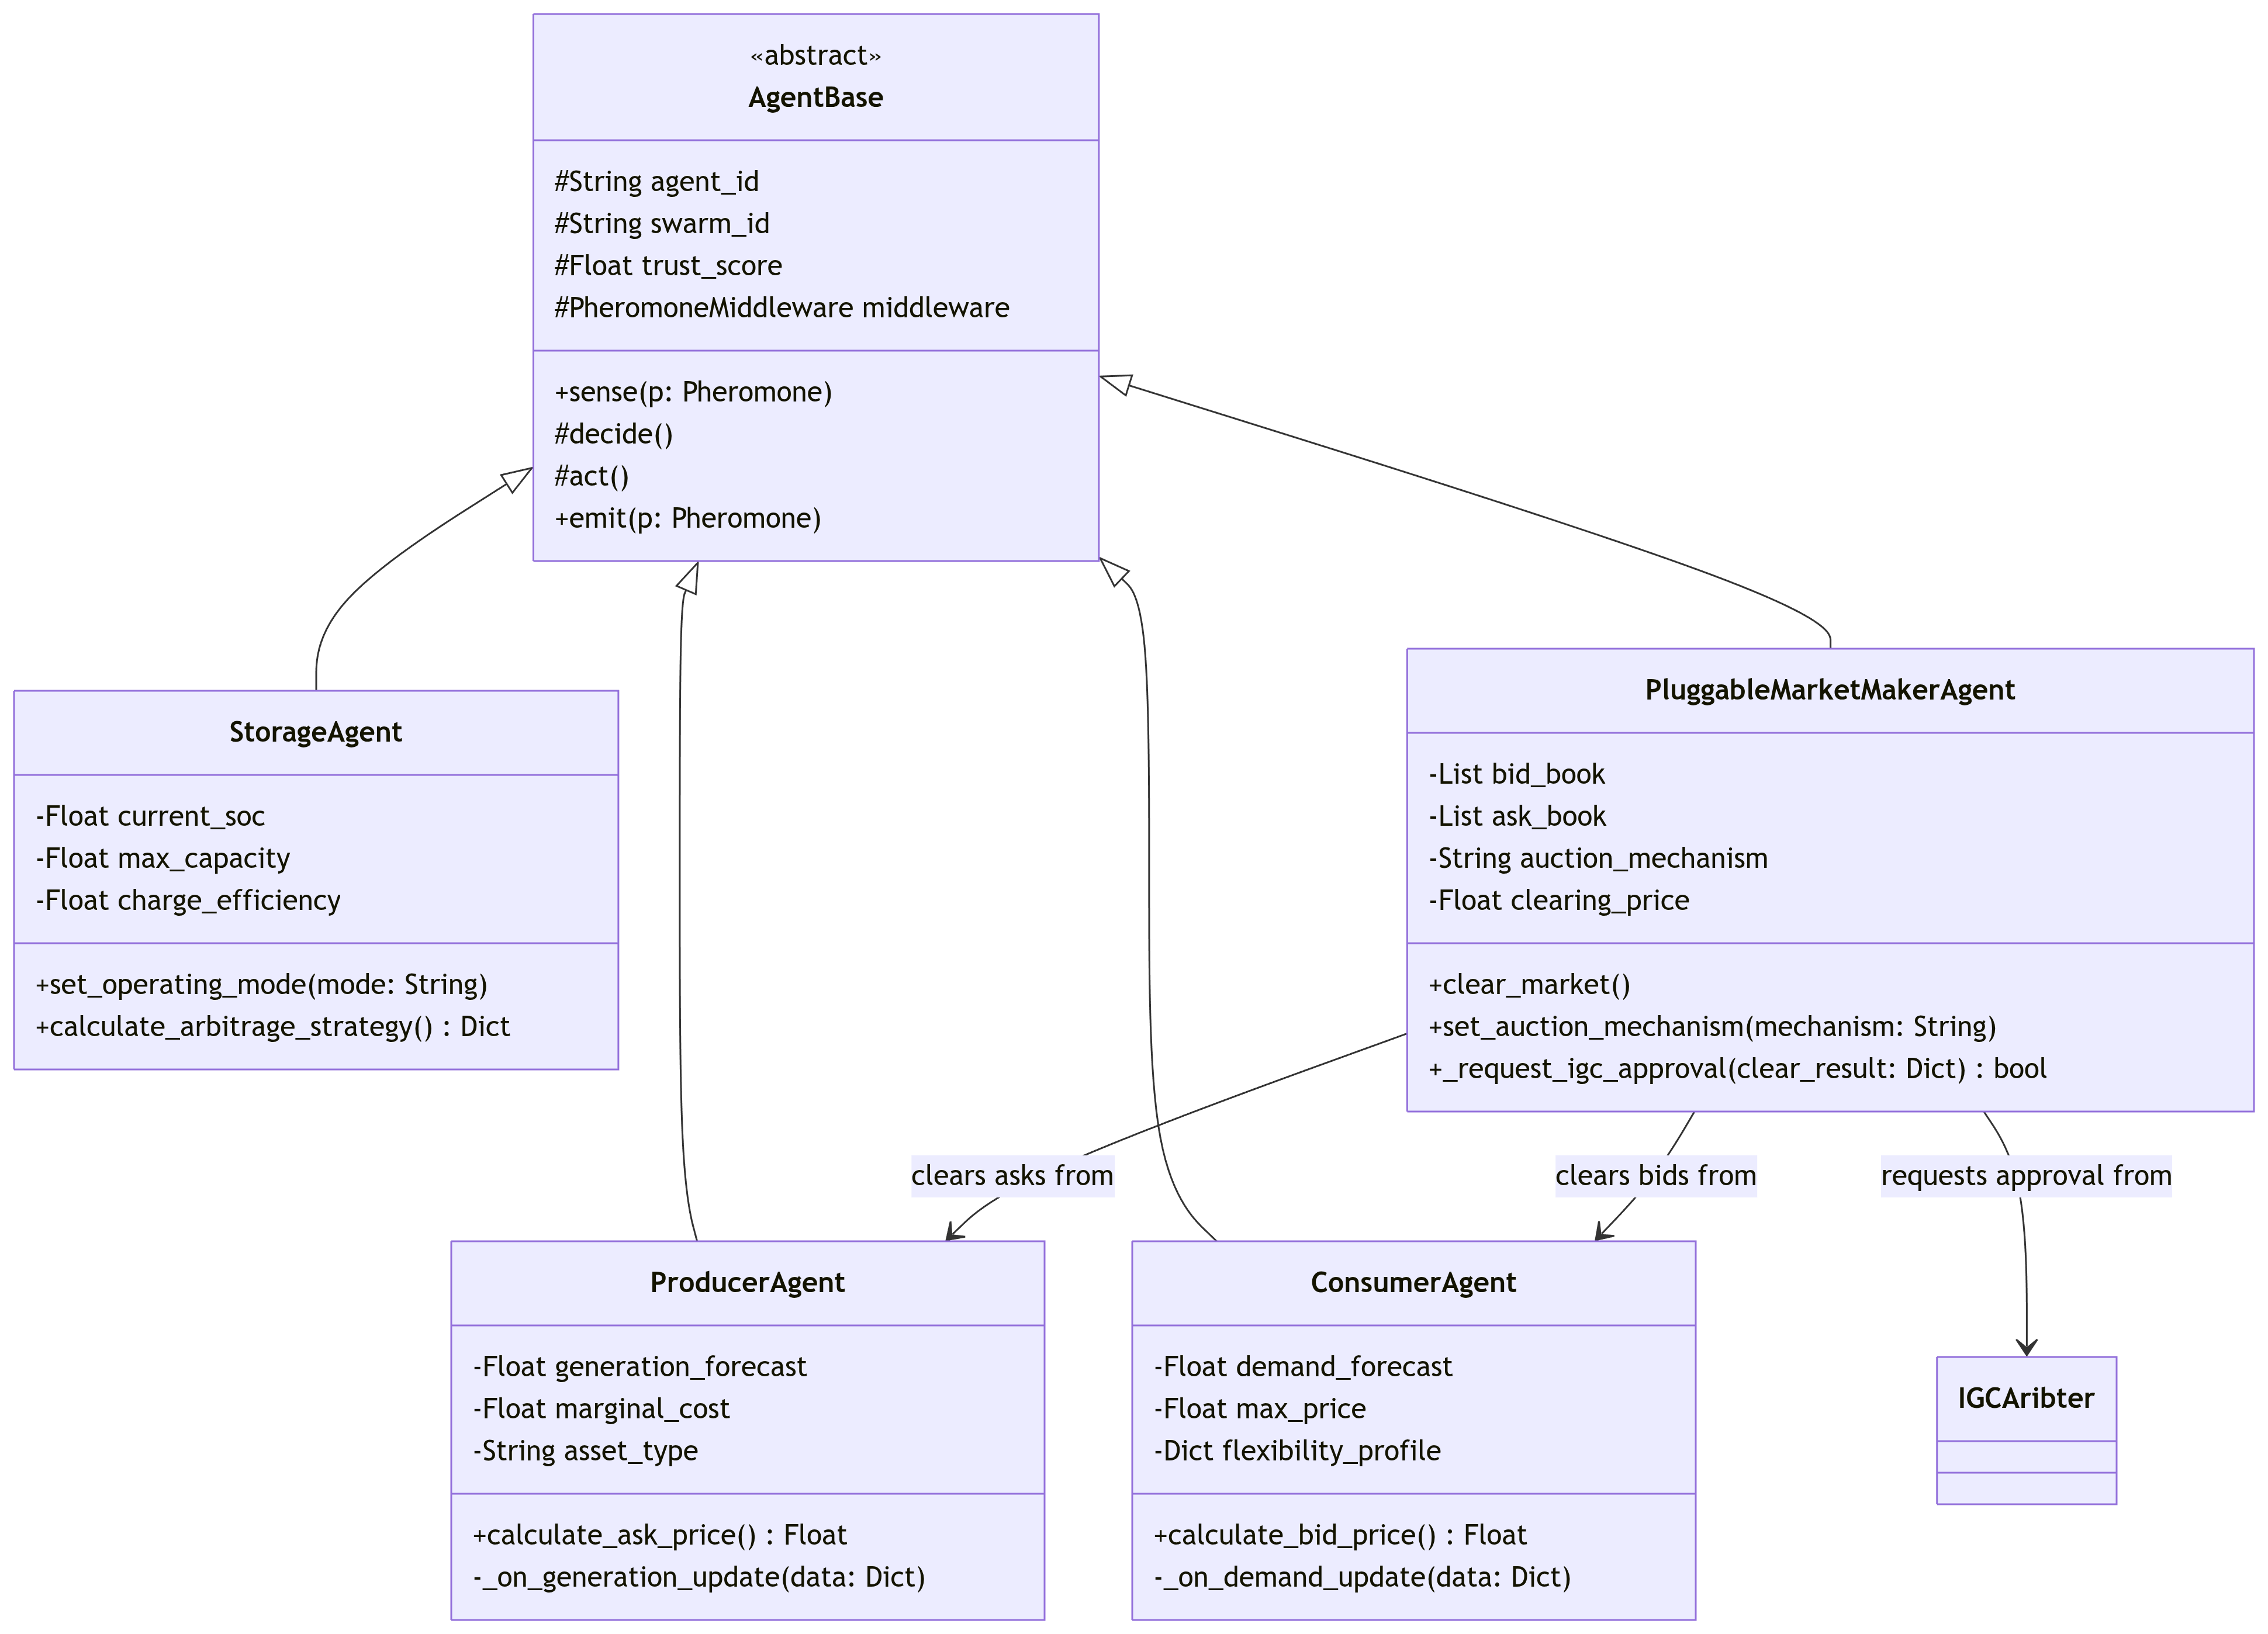 «abstract»
AgentBase
#String agent_id
#String swarm_id
#Float trust_score
#PheromoneMiddleware middleware
+sense(p: Pheromone)
#decide()
#act()
+emit(p: Pheromone)
StorageAgent
-Float current_soc
-Float max_capacity
-Float charge_efficiency
+set_operating_mode(mode: String)
+calculate_arbitrage_strategy() : Dict
PluggableMarketMakerAgent
-List bid_book
-List ask_book
-String auction_mechanism
-Float clearing_price
+clear_market()
+set_auction_mechanism(mechanism: String)
+_request_igc_approval(clear_result: Dict) : bool
clears asks from
clears bids from
requests approval from
ProducerAgent
-Float generation_forecast
-Float marginal_cost
-String asset_type
+calculate_ask_price() : Float
-_on_generation_update(data: Dict)
ConsumerAgent
-Float demand_forecast
-Float max_price
-Dict flexibility_profile
+calculate_bid_price() : Float
-_on_demand_update(data: Dict)
IGCAribter